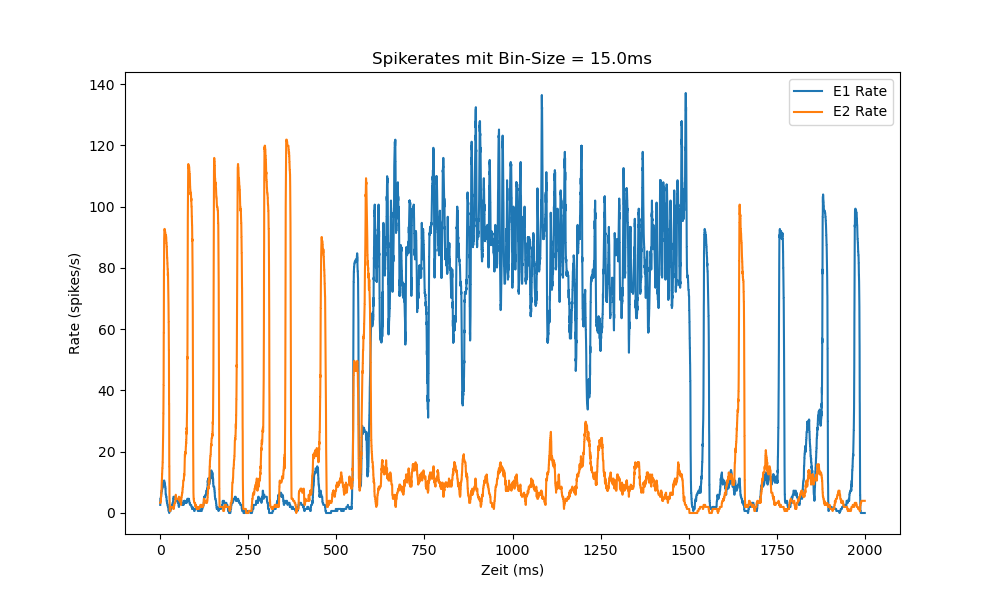 Spikerates mit Bin-Size = 15.0ms
E1 Rate
E2 Rate
Rate (spikes/s)
140
120
100
80
60
40
20
0
0 250 500 750 1000 1250 1500 1750 2000
Zeit (ms)